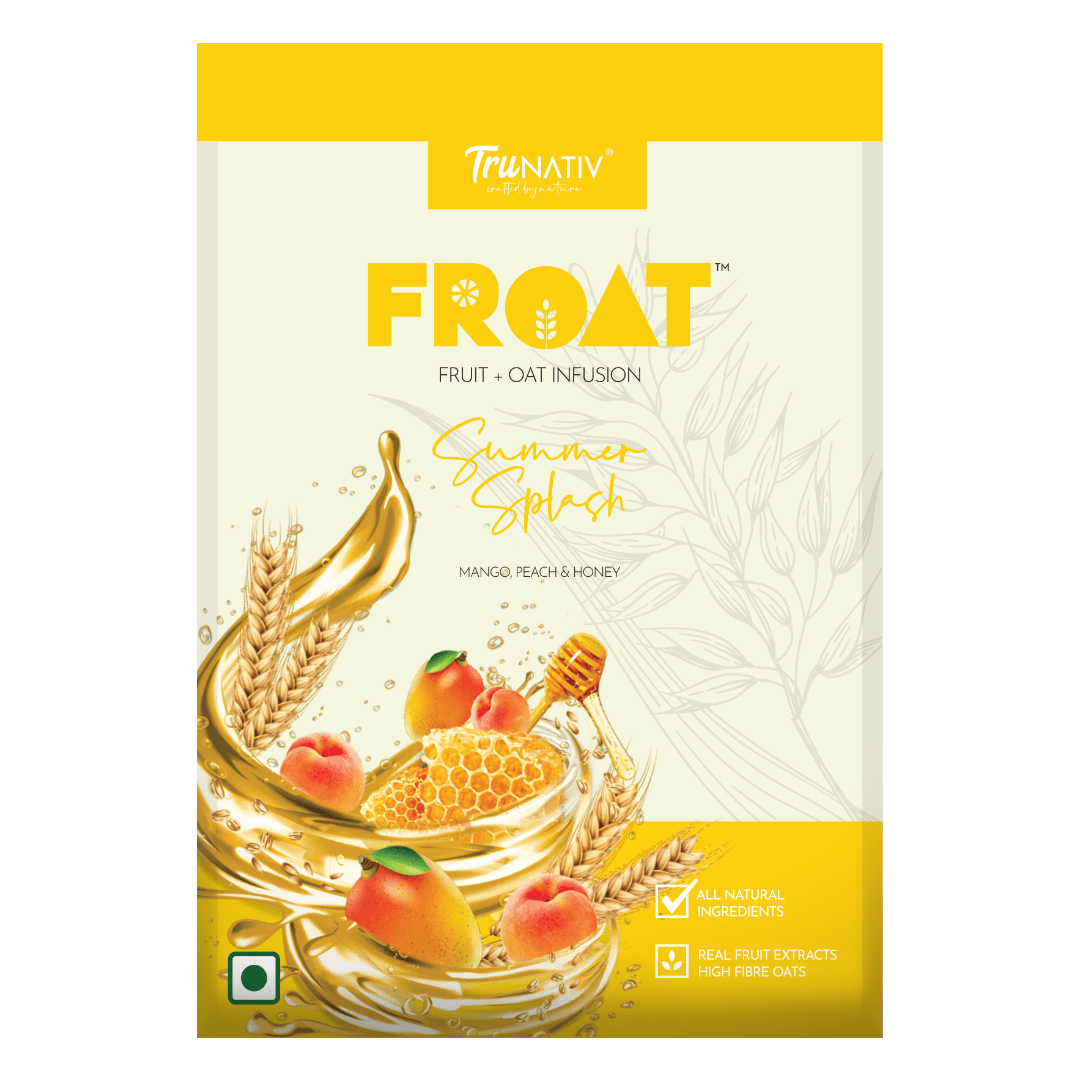 TruNATIV®
crafted by nature
FROAT™
FRUIT + OAT INFUSION
Summer
Splash
MANGO, PEACH & HONEY
ALL NATURAL
INGREDIENTS
REAL FRUIT EXTRACTS
HIGH FIBRE OATS